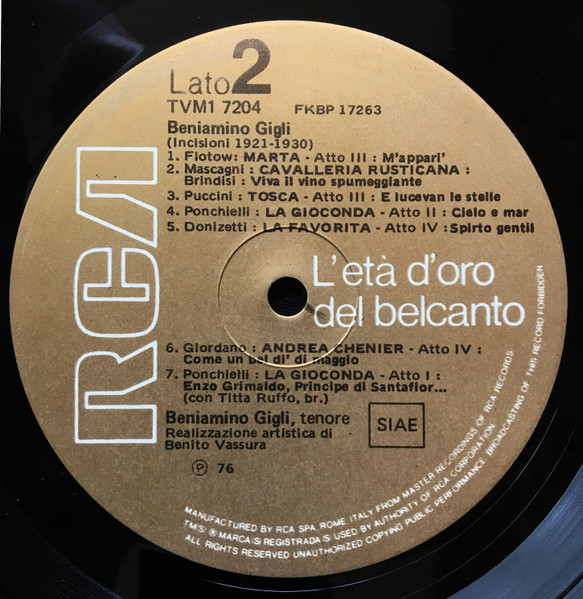 Lato 2
TVM1 7204 FKBP 17263
Beniamino Gigli
(Incisioni 1921-1930)
1. Flotow: MARTA - Atto III : M'appari'
2. Mascagni : CAVALLERIA RUSTICANA :
Brindisi : Viva il vino spumeggiante
3. Puccini : TOSCA - Atto III : E lucevan le stelle
4. Ponchielli : LA GIOCONDA - Atto II : Cielo e mar
5. Donizetti : LA FAVORITA - Atto IV : Spirto gentil
RCA
L'età d'oro
del belcanto
6. Giordano : ANDREA CHENIER - Atto IV :
Come un bel di' di maggio
7. Ponchielli : LA GIOCONDA - Atto I :
Enzo Grimaldo, Principe di Santafior...
(con Titta Ruffo, br.)
Beniamino Gigli, tenore
Realizzazione artistica di
Benito Vassura
SIAE
Ⓟ 76
MANUFACTURED BY RCA SPA, ROME, ITALY, FROM MASTER RECORDINGS OF RCA RECORDS
TM(S) ® MARCA(S) REGISTRADA(S) USED BY AUTHORITY OF RCA CORPORATION.
ALL RIGHTS RESERVED UNAUTHORIZED COPYING PUBLIC PERFORMANCE BROADCASTING OF THIS RECORD FORBIDDEN